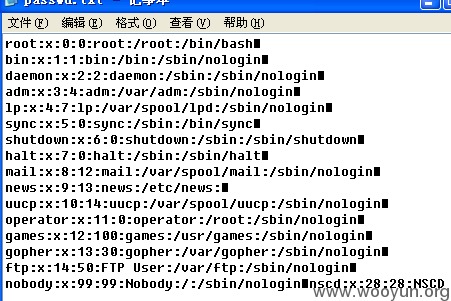 passwd.txt - 记事本
文件(F) 编辑(E) 格式(O) 查看(V) 帮助(H)
root:x:0:0:root:/root:/bin/bash
bin:x:1:1:bin:/bin:/sbin/nologin
daemon:x:2:2:daemon:/sbin:/sbin/nologin
adm:x:3:4:adm:/var/adm:/sbin/nologin
lp:x:4:7:lp:/var/spool/lpd:/sbin/nologin
sync:x:5:0:sync:/sbin:/bin/sync
shutdown:x:6:0:shutdown:/sbin:/sbin/shutdown
halt:x:7:0:halt:/sbin:/sbin/halt
mail:x:8:12:mail:/var/spool/mail:/sbin/nologin
news:x:9:13:news:/etc/news:
uucp:x:10:14:uucp:/var/spool/uucp:/sbin/nologin
operator:x:11:0:operator:/root:/sbin/nologin
games:x:12:100:games:/usr/games:/sbin/nologin
gopher:x:13:30:gopher:/var/gopher:/sbin/nologin
ftp:x:14:50:FTP User:/var/ftp:/sbin/nologin
nobody:x:99:99:Nobody:/:/sbin/nologin nscd:x:28:28:NSCD
www.wooyun.org